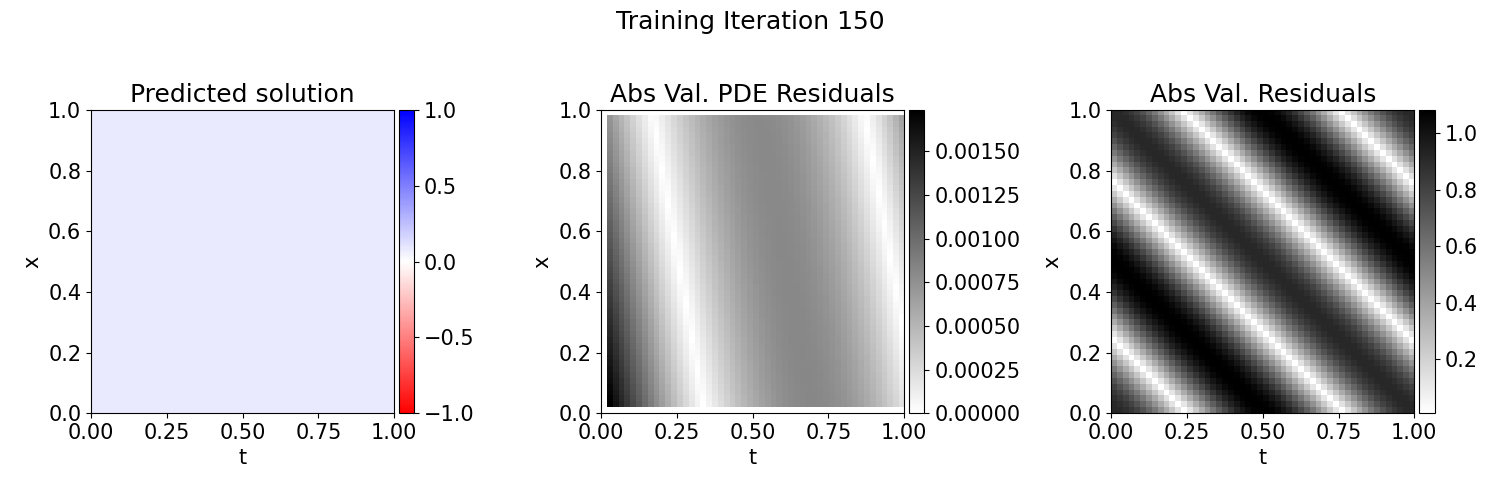 Training Iteration 150
Predicted solution
1.0
0.8
0.6
0.4
0.2
0.0
x
0.00 0.25 0.50 0.75 1.00
t
1.0
0.5
0.0
−0.5
−1.0
Abs Val. PDE Residuals
1.0
0.8
0.6
0.4
0.2
0.0
x
0.00 0.25 0.50 0.75 1.00
t
0.00150
0.00125
0.00100
0.00075
0.00050
0.00025
0.00000
Abs Val. Residuals
1.0
0.8
0.6
0.4
0.2
0.0
x
0.00 0.25 0.50 0.75 1.00
t
1.0
0.8
0.6
0.4
0.2